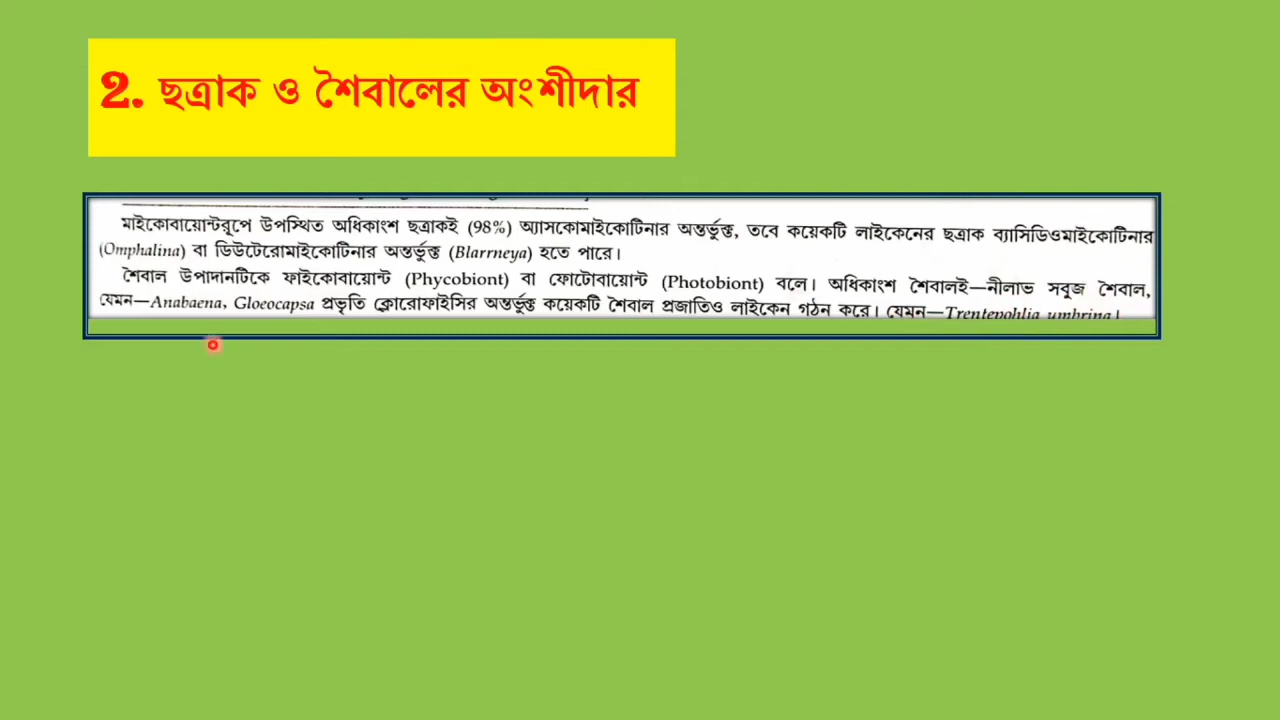 2. ছত্রাক ও শৈবালের অংশীদার
মাইকোবায়োন্টরূপে উপস্থিত অধিকাংশ ছত্রাকই (98%) অ্যাসকোমাইকোটিনার অন্তর্ভুক্ত, তবে কয়েকটি লাইকেনের ছত্রাক ব্যাসিডিওমাইকোটিনার
(Omphalina) বা ডিউটেরোমাইকোটিনার অন্তর্ভুক্ত (Blarrneya) হতে পারে।
শৈবাল উপাদানটিকে ফাইকোবায়োন্ট (Phycobiont) বা ফোটোবায়োন্ট (Photobiont) বলে। অধিকাংশ শৈবালই—নীলাভ সবুজ শৈবাল,
যেমন—Anabaena, Gloeocapsa প্রভৃতি ক্লোরোফাইসির অন্তর্ভুক্ত কয়েকটি শৈবাল প্রজাতিও লাইকেন গঠন করে। যেমন—Trentepohlia umbrina।